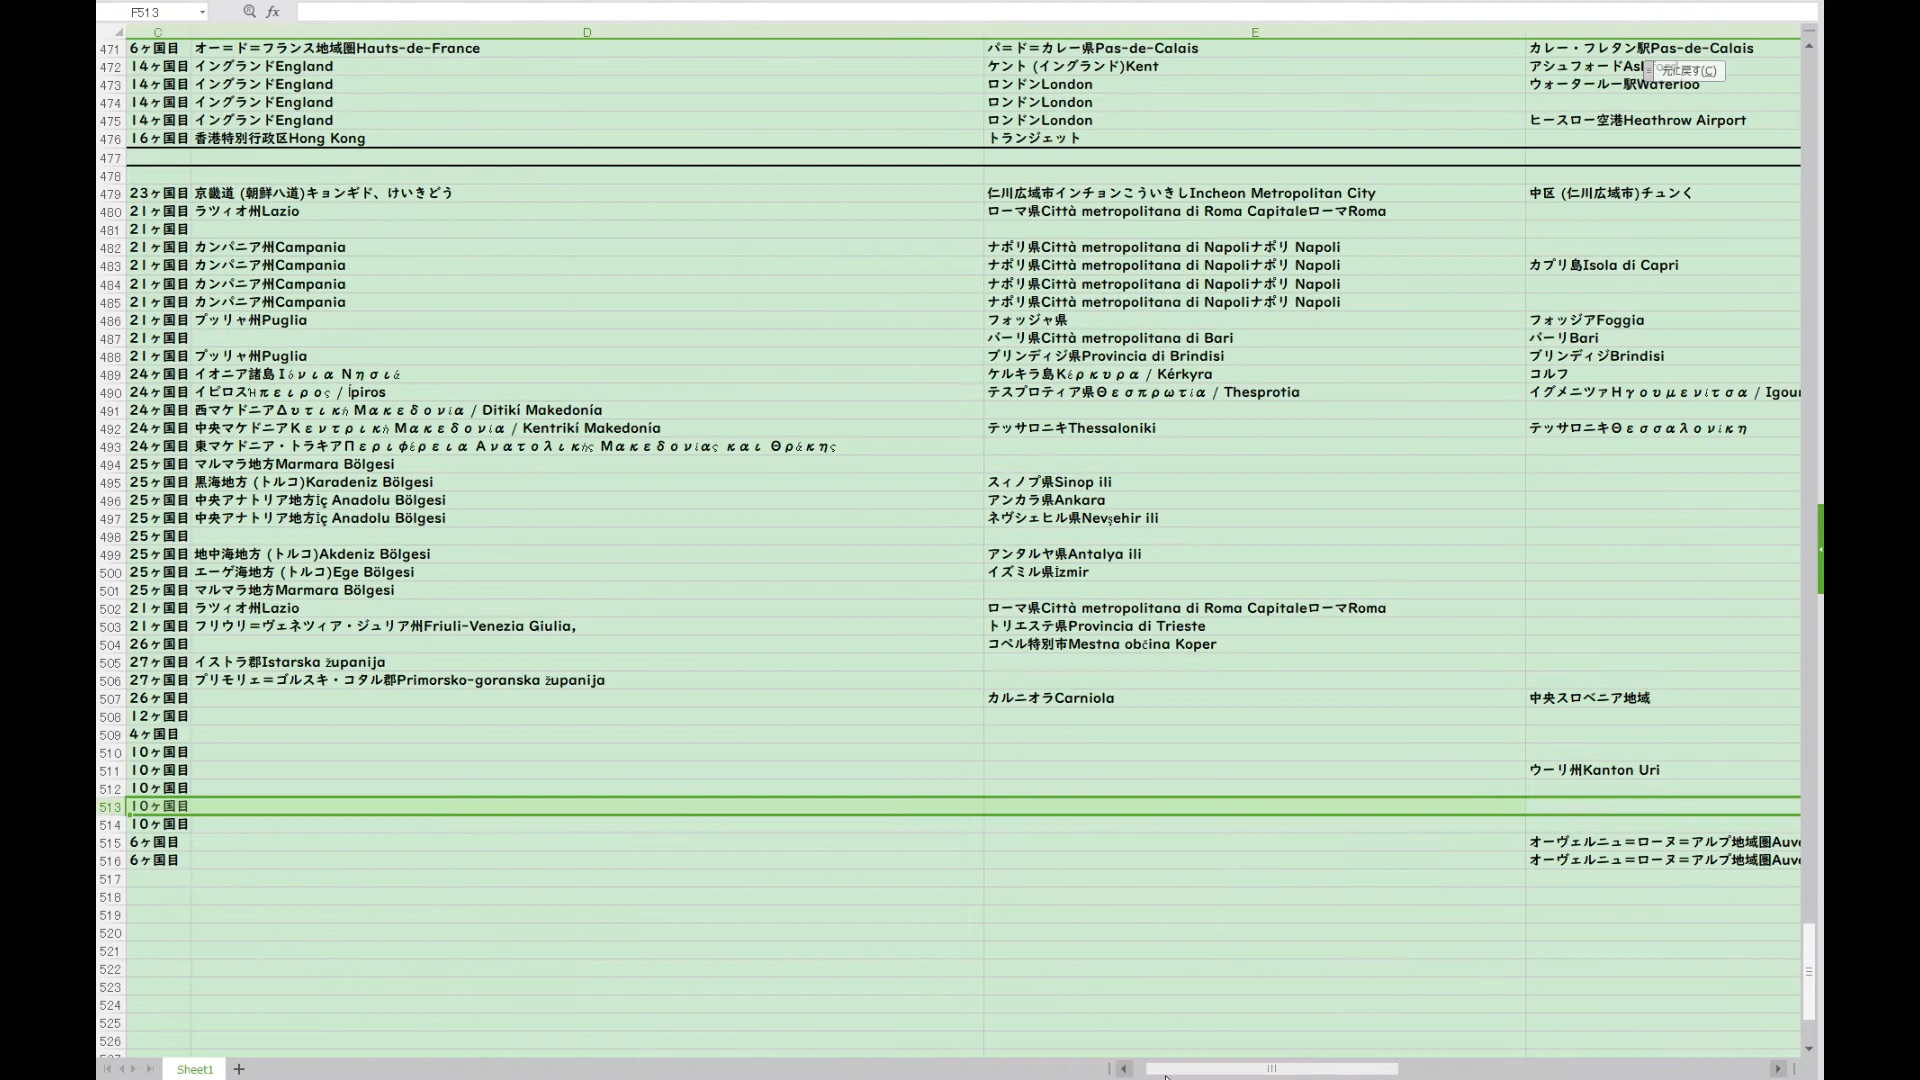 F513
fx
C D E
471 6ヶ国目 オー=ド=フランス地域圏Hauts-de-France パ=ド=カレー県Pas-de-Calais カレー・フレタン駅Pas-de-Calais
472 14ヶ国目 イングランドEngland ケント (イングランド)Kent アシュフォード
元に戻す(C)
473 14ヶ国目 イングランドEngland ロンドンLondon ウォータールー駅Waterloo
474 14ヶ国目 イングランドEngland ロンドンLondon
475 14ヶ国目 イングランドEngland ロンドンLondon ヒースロー空港Heathrow Airport
476 16ヶ国目 香港特別行政区Hong Kong トランジェット
477
478
479 23ヶ国目 京畿道 (朝鮮八道)キョンギド、けいきどう 仁川広域市インチョンこういきしIncheon Metropolitan City 中区 (仁川広域市)チュンく
480 21ヶ国目 ラツィオ州Lazio ローマ県Città metropolitana di Roma CapitaleローマRoma
481 21ヶ国目
482 21ヶ国目 カンパニア州Campania ナポリ県Città metropolitana di Napoliナポリ Napoli
483 21ヶ国目 カンパニア州Campania ナポリ県Città metropolitana di Napoliナポリ Napoli カプリ島Isola di Capri
484 21ヶ国目 カンパニア州Campania ナポリ県Città metropolitana di Napoliナポリ Napoli
485 21ヶ国目 カンパニア州Campania ナポリ県Città metropolitana di Napoliナポリ Napoli
486 21ヶ国目 プッリャ州Puglia フォッジャ県 フォッジアFoggia
487 21ヶ国目 バーリ県Città metropolitana di Bari バーリBari
488 21ヶ国目 プッリャ州Puglia ブリンディジ県Provincia di Brindisi ブリンディジBrindisi
489 24ヶ国目 イオニア諸島Ιόνια Νησιά ケルキラ島Κέρκυρα / Kérkyra コルフ
490 24ヶ国目 イピロスΉπειρος / Ípiros テスプロティア県Θεσπρωτία / Thesprotia イグメニツァΗγουμενίτσα / Igour
491 24ヶ国目 西マケドニアΔυτική Μακεδονία / Ditikí Makedonía
492 24ヶ国目 中央マケドニアΚεντρική Μακεδονία / Kentrikí Makedonía テッサロニキThessaloniki テッサロニキΘεσσαλονίκη
493 24ヶ国目 東マケドニア・トラキアΠεριφέρεια Ανατολικής Μακεδονίας και Θράκης
494 25ヶ国目 マルマラ地方Marmara Bölgesi
495 25ヶ国目 黒海地方 (トルコ)Karadeniz Bölgesi スィノプ県Sinop ili
496 25ヶ国目 中央アナトリア地方İç Anadolu Bölgesi アンカラ県Ankara
497 25ヶ国目 中央アナトリア地方İç Anadolu Bölgesi ネヴシェヒル県Nevşehir ili
498 25ヶ国目
499 25ヶ国目 地中海地方 (トルコ)Akdeniz Bölgesi アンタルヤ県Antalya ili
500 25ヶ国目 エーゲ海地方 (トルコ)Ege Bölgesi イズミル県İzmir
501 25ヶ国目 マルマラ地方Marmara Bölgesi
502 21ヶ国目 ラツィオ州Lazio ローマ県Città metropolitana di Roma CapitaleローマRoma
503 21ヶ国目 フリウリ=ヴェネツィア・ジュリア州Friuli-Venezia Giulia, トリエステ県Provincia di Trieste
504 26ヶ国目 コペル特別市Mestna občina Koper
505 27ヶ国目 イストラ郡Istarska županija
506 27ヶ国目 プリモリェ=ゴルスキ・コタル郡Primorsko-goranska županija
507 26ヶ国目 カルニオラCarniola 中央スロベニア地域
508 12ヶ国目
509 4ヶ国目
510 10ヶ国目
511 10ヶ国目 ウーリ州Kanton Uri
512 10ヶ国目
513 10ヶ国目
514 10ヶ国目
515 6ヶ国目 オーヴェルニュ=ローヌ=アルプ地域圏Auve
516 6ヶ国目 オーヴェルニュ=ローヌ=アルプ地域圏Auve
517
518
519
520
521
522
523
524
525
526
Sheet1 +